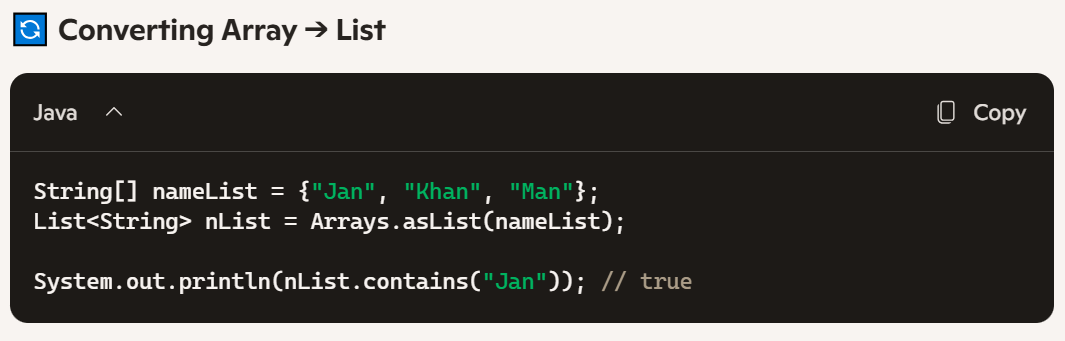 Converting Array → List
Java
Copy
String[] nameList = {"Jan", "Khan", "Man"};
List<String> nList = Arrays.asList(nameList);
System.out.println(nList.contains("Jan")); // true